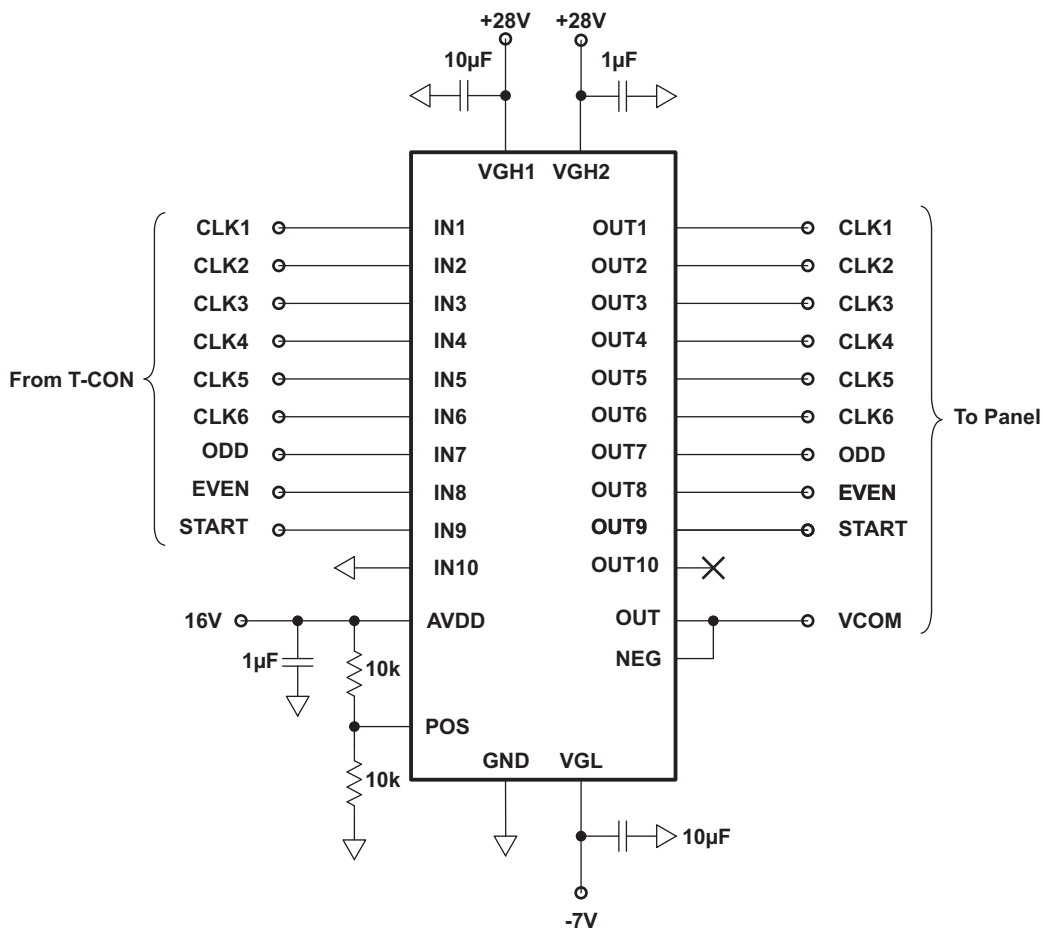 +28V +28V
10µF 1µF
VGH1 VGH2
CLK1 IN1 OUT1 CLK1
CLK2 IN2 OUT2 CLK2
CLK3 IN3 OUT3 CLK3
CLK4 IN4 OUT4 CLK4
From T-CON CLK5 IN5 OUT5 CLK5
CLK6 IN6 OUT6 CLK6 To Panel
ODD IN7 OUT7 ODD
EVEN IN8 OUT8 EVEN
START IN9 OUT9 START
IN10 OUT10
16V AVDD OUT VCOM
1µF 10k NEG
POS
10k GND VGL
10µF
-7V